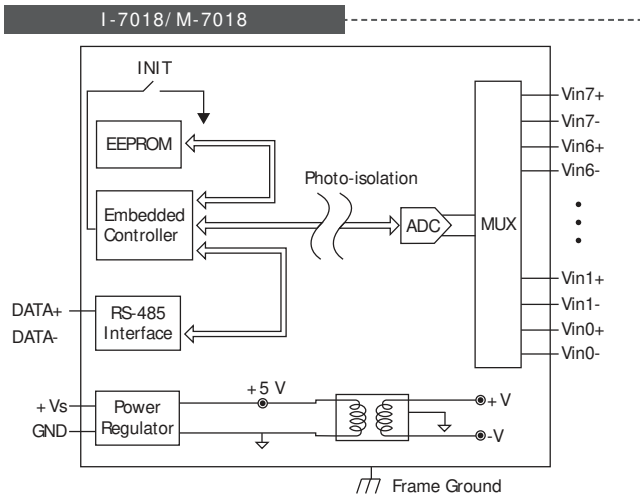 I-7018/M-7018
INIT
EEPROM
Photo-isolation
Embedded
Controller
ADC
MUX
Vin7+
Vin7-
Vin6+
Vin6-
Vin1+
Vin1-
Vin0+
Vin0-
DATA+
DATA-
RS-485
Interface
+Vs
GND
Power
Regulator
+5 V
+V
-V
Frame Ground